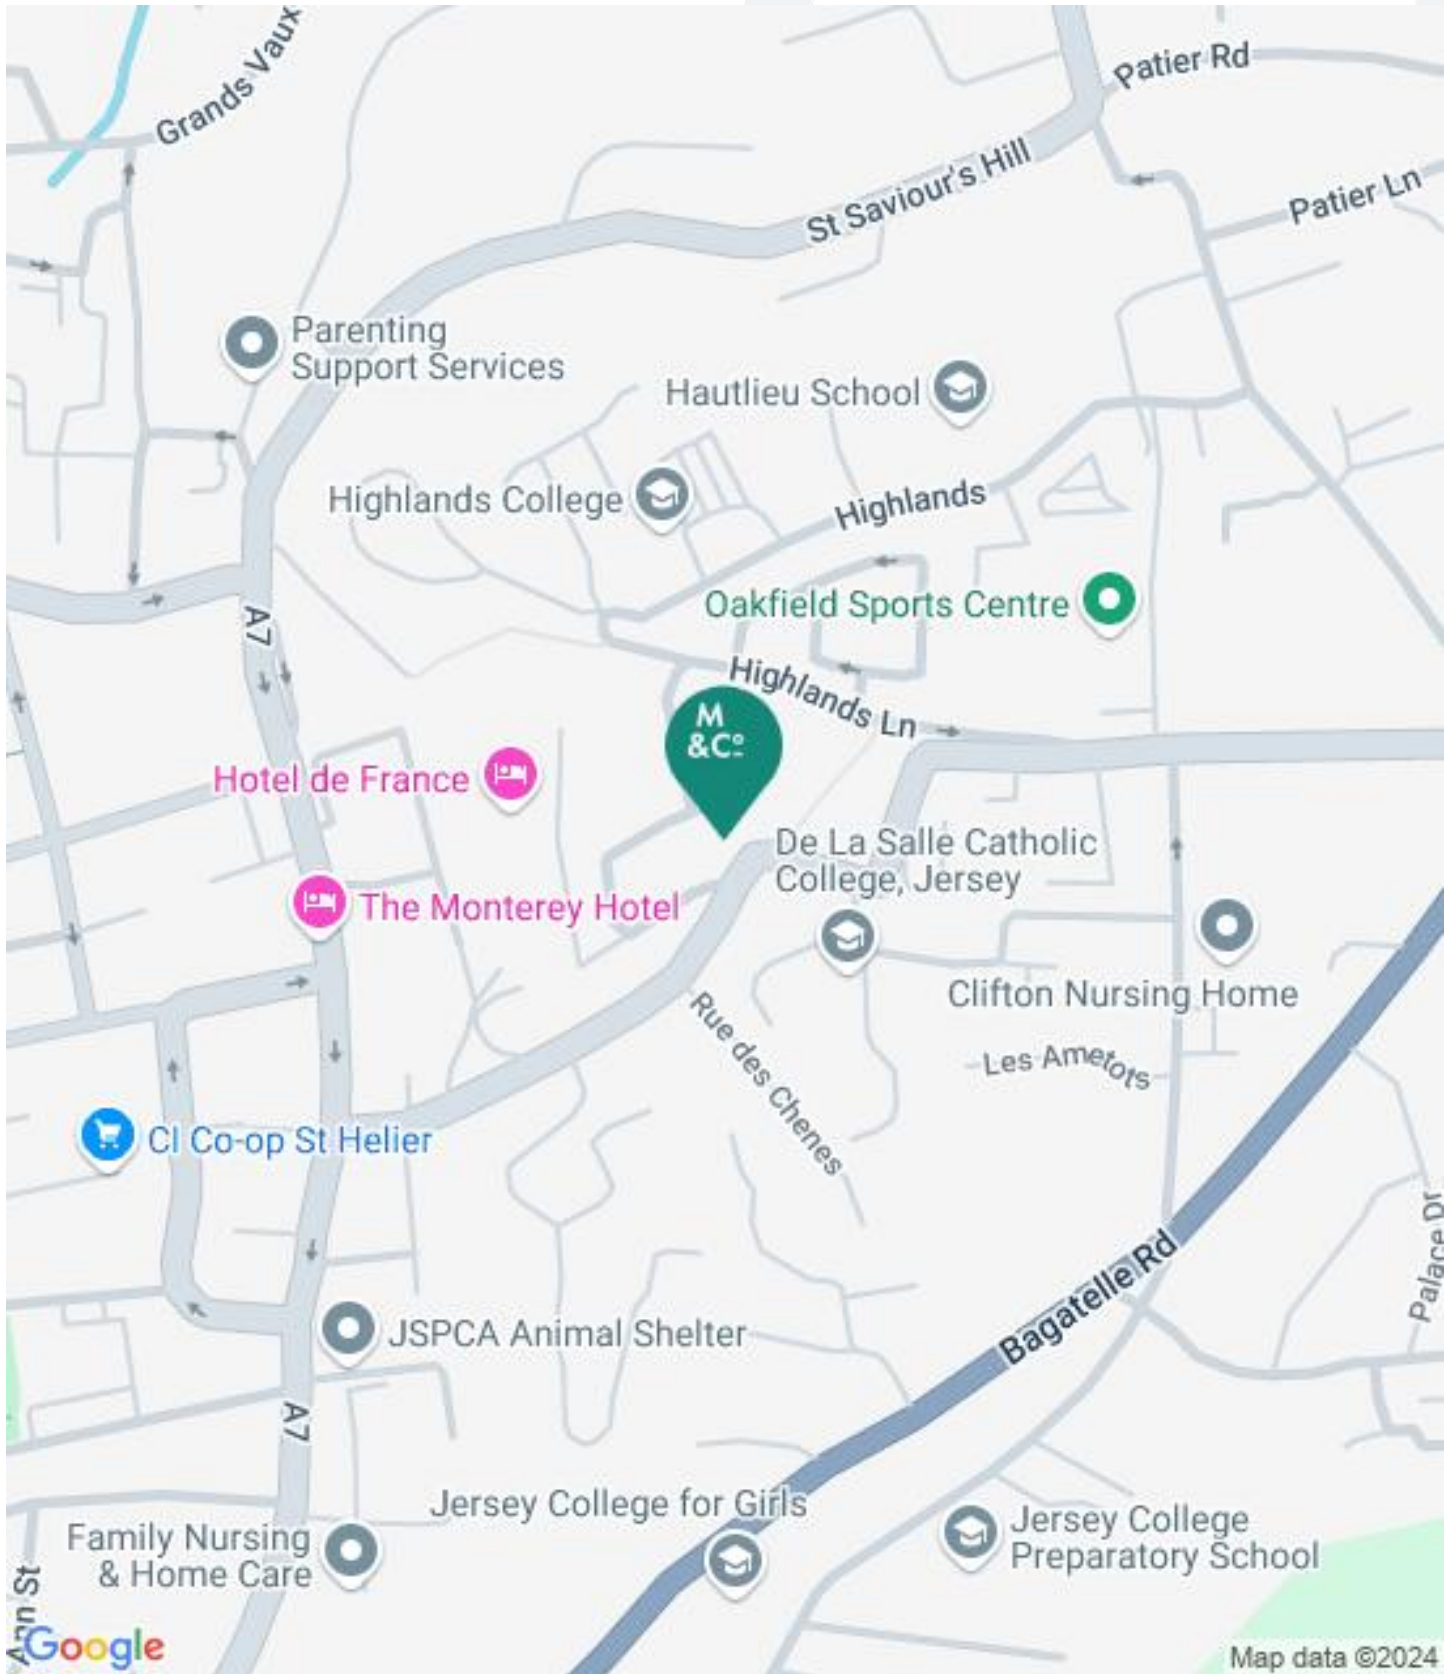 Grands Vaux
Patier Rd
St Saviour's Hill
Patier Ln
Parenting
Support Services
Hautlieu School
Highlands College
Highlands
Oakfield Sports Centre
A7
Highlands Ln
M
&Cº
Hotel de France
De La Salle Catholic
College, Jersey
The Monterey Hotel
Clifton Nursing Home
Rue des Chenes
Les Ametots
CI Co-op St Helier
Palace Dr
Bagatelle Rd
JSPCA Animal Shelter
A7
Jersey College for Girls
Jersey College
Preparatory School
Family Nursing
& Home Care
Ann St
Google
Map data ©2024